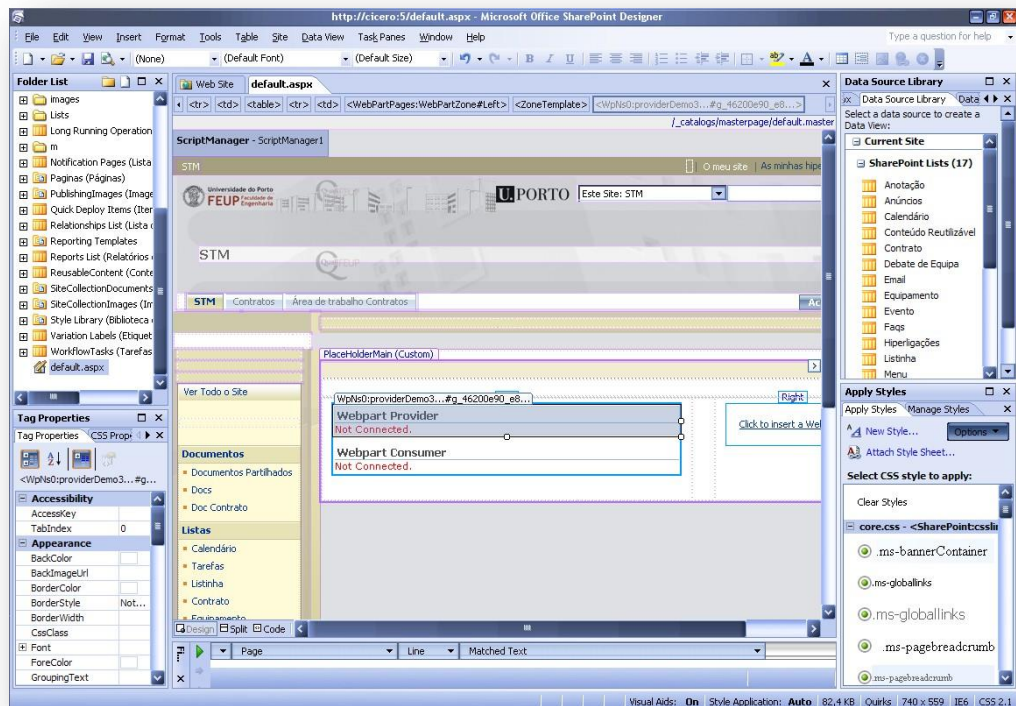 http://cicero:5/default.aspx - Microsoft Office SharePoint Designer
File Edit View Insert Format Tools Table Site Data View Task Panes Window Help
Type a question for help
(None) (Default Font) (Default Size) B I U A
Folder List
images
Lists
Long Running Operation
m
Notification Pages (Lista
Paginas (Páginas)
PublishingImages (Image
Quick Deploy Items (Iter
Relationships List (Lista
Reporting Templates
Reports List (Relatórios
ReusableContent (Conte
SiteCollectionDocuments
SiteCollectionImages (Im
Style Library (Biblioteca
Variation Labels (Etiquet
WorkflowTasks (Tarefas
default.aspx
Tag Properties
Tag Properties CSS Prop
<WpNs0:providerDemo3...#g...
Accessibility
AccessKey
TabIndex 0
Appearance
BackColor
BackImageUrl
BorderColor
BorderStyle Not...
BorderWidth
CssClass
Font
ForeColor
GroupingText
Web Site default.aspx
<tr> <td> <table> <tr> <td> <WebPartPages:WebPartZone#Left> <ZoneTemplate> <WpNs0:providerDemo3...#g_46200e90_e8...>
/_catalogs/masterpage/default.master
ScriptManager - ScriptManager1
STM
O meu site As minhas hipe
Universidade do Porto
FEUP Faculdade de Engenharia
U.PORTO
Este Site: STM
STM
STM Contratos Área de trabalho Contratos Ac
PlaceHolderMain (Custom)
Ver Todo o Site
WpNs0:providerDemo3...#g_46200e90_e8...
Right
Webpart Provider
Not Connected.
Click to insert a Wel
Webpart Consumer
Not Connected.
Documentos
Documentos Partilhados
Docs
Doc Contrato
Listas
Calendário
Tarefas
Listinha
Contrato
Equipamento
Design Split Code
Page Line Matched Text
Data Source Library
Data Source Library Data
Select a data source to create a
Data View:
Current Site
SharePoint Lists (17)
Anotação
Anúncios
Calendário
Conteúdo Reutilizável
Contrato
Debate de Equipa
Email
Equipamento
Evento
Faqs
Hiperligações
Listinha
Menu
Apply Styles
Apply Styles Manage Styles
New Style... Options
Attach Style Sheet...
Select CSS style to apply:
Clear Styles
core.css - <SharePoint:csslin
.ms-bannerContainer
.ms-globallinks
.ms-globallinks
.ms-pagebreadcrumb
.ms-pagebreadcrumb
Visual Aids: On Style Application: Auto 82,4 KB Quirks 740 x 559 IE6 CSS 2.1